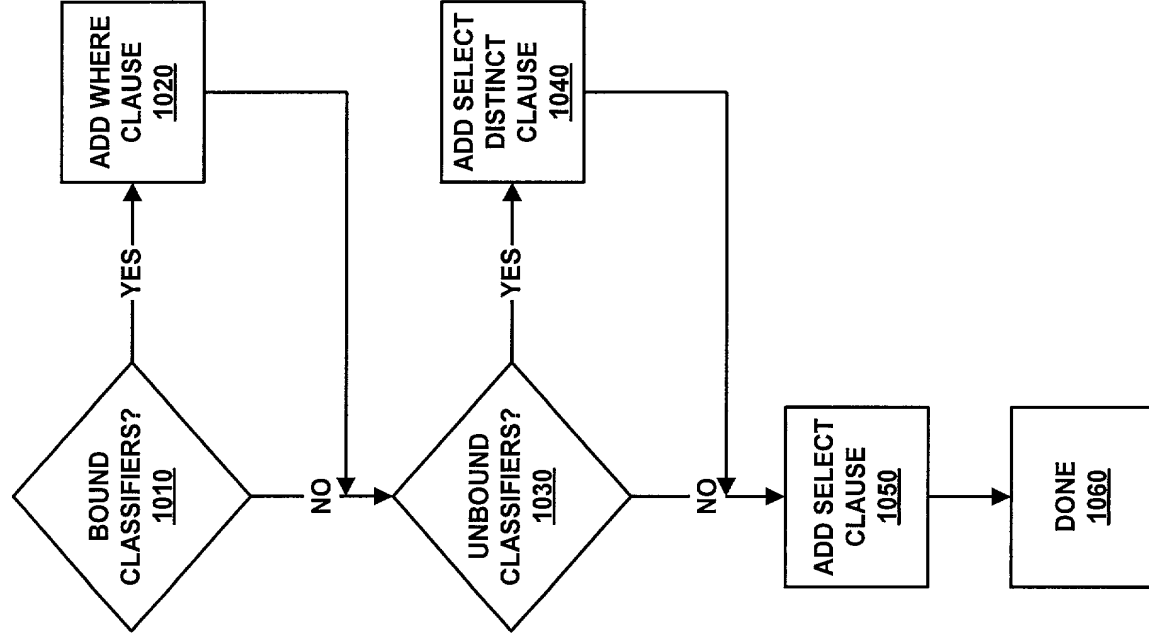 BOUND
CLASSIFIERS?
1010
YES
ADD WHERE
CLAUSE
1020
NO
UNBOUND
CLASSIFIERS?
1030
YES
ADD SELECT
DISTINCT
CLAUSE
1040
NO
ADD SELECT
CLAUSE
1050
DONE
1060